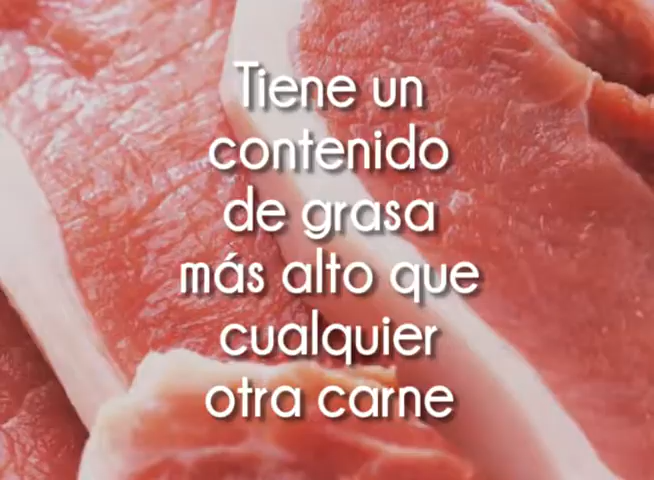 Tiene un
contenido
de grasa
más alto que
cualquier
otra carne